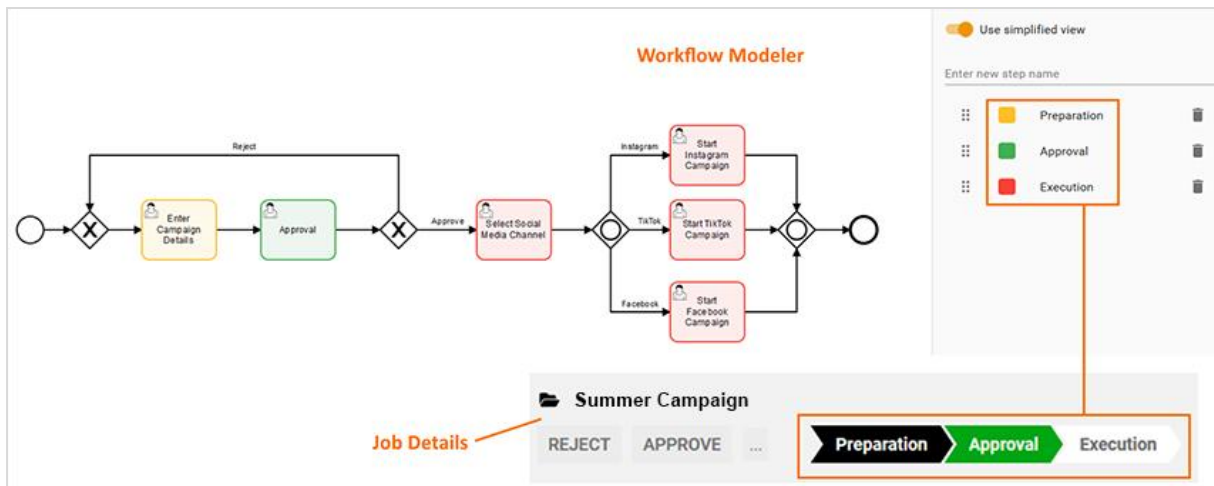 Use simplified view
Workflow Modeler
Enter new step name
Preparation
Approval
Execution
Reject
Enter
Campaign
Details
Approval
Approve
Select Social
Media Channel
Instagram
Start
Instagram
Campaign
TikTok
Start TikTok
Campaign
Facebook
Start
Facebook
Campaign
Summer Campaign
Job Details
REJECT
APPROVE
...
Preparation
Approval
Execution